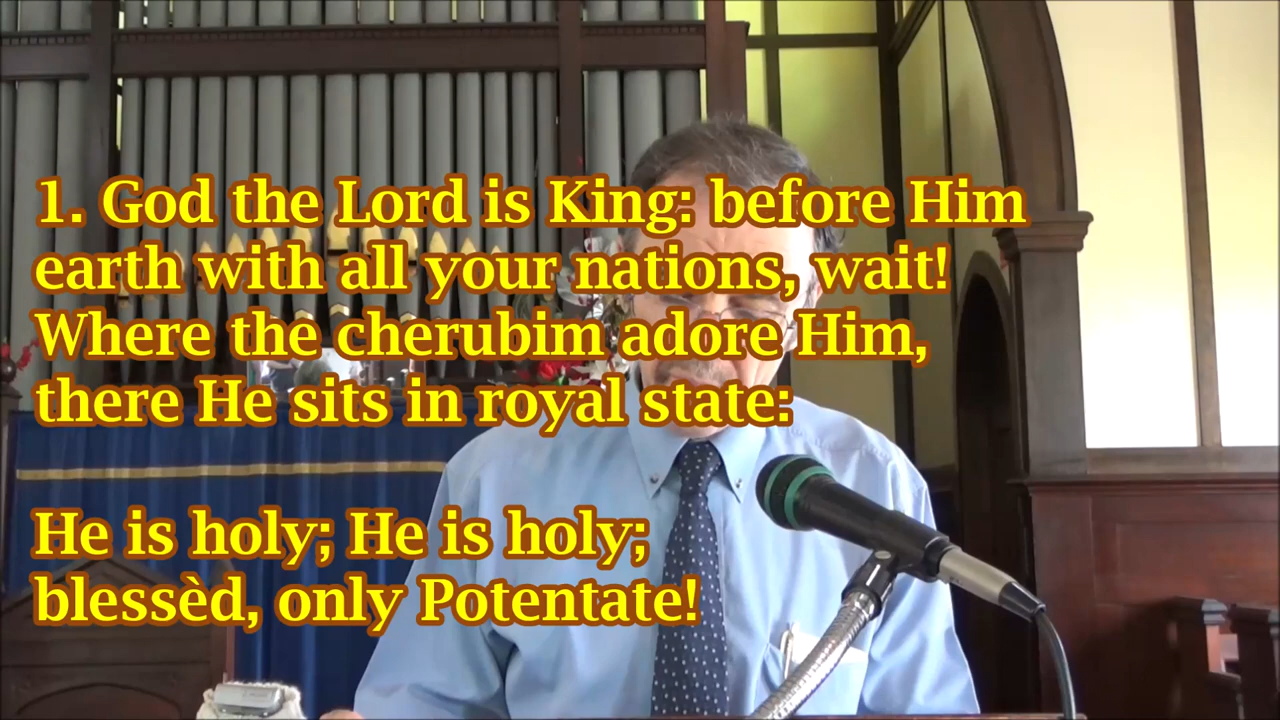 1. God the Lord is King: before Him
earth with all your nations, wait!
Where the cherubim adore Him,
there He sits in royal state:
He is holy; He is holy;
blessèd, only Potentate!